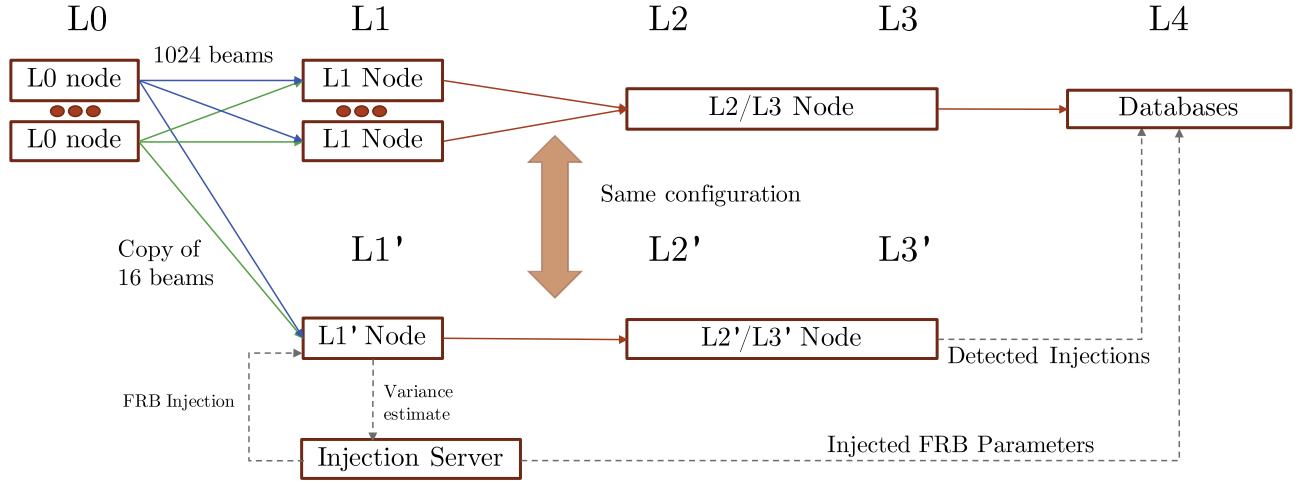 L0 L1 L2 L3 L4
1024 beams
L0 node L1 Node
L2/L3 Node Databases
L0 node L1 Node
Same configuration
Copy of
16 beams
L1' L2' L3'
L1' Node L2'/L3' Node
Detected Injections
FRB Injection
Variance
estimate
Injection Server
Injected FRB Parameters